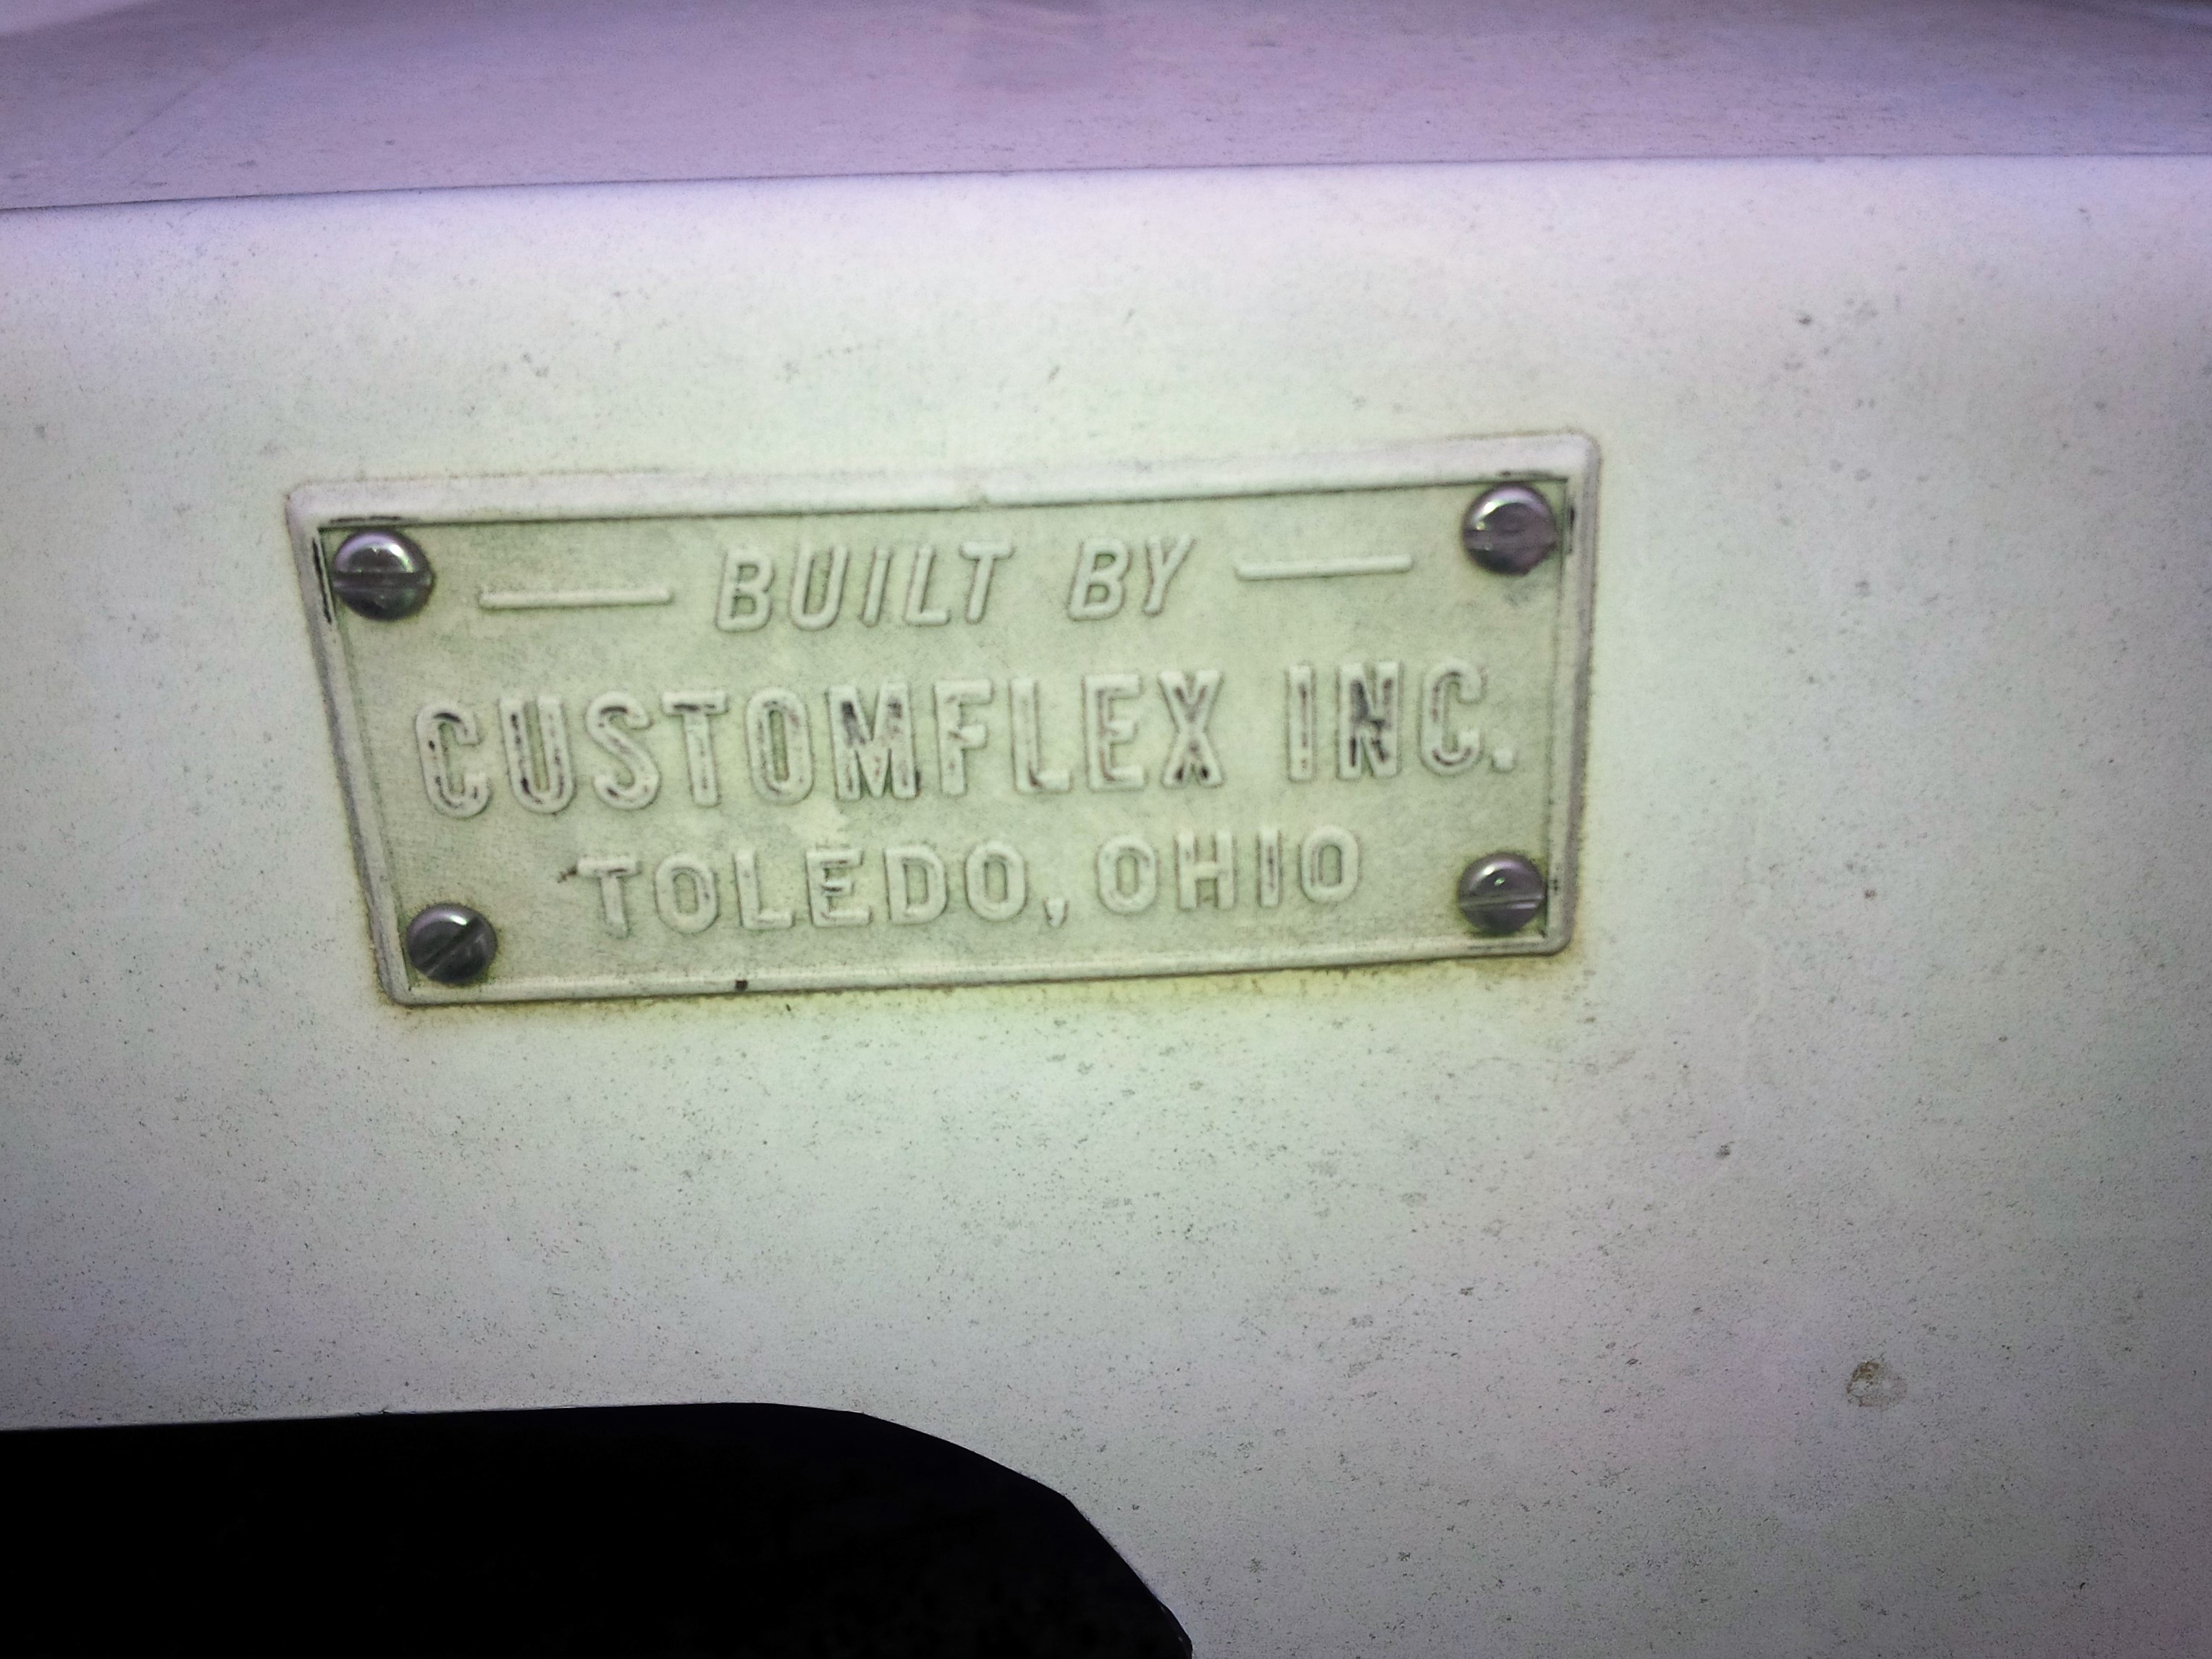 BUILT BY
CUSTOMFLEX INC.
TOLEDO, OHIO